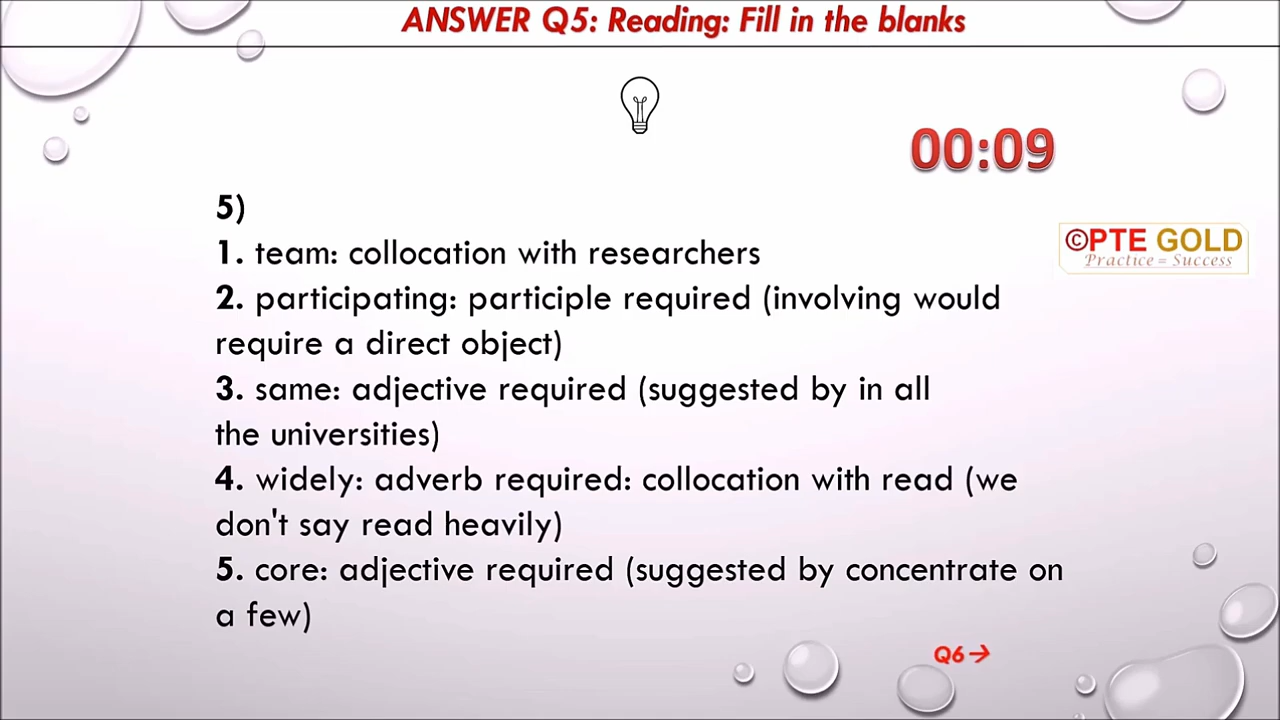 ANSWER Q5: Reading: Fill in the blanks
00:09
5)
©PTE GOLD
Practice = Success
1. team: collocation with researchers
2. participating: participle required (involving would
require a direct object)
3. same: adjective required (suggested by in all
the universities)
4. widely: adverb required: collocation with read (we
don't say read heavily)
5. core: adjective required (suggested by concentrate on
a few)
Q6→